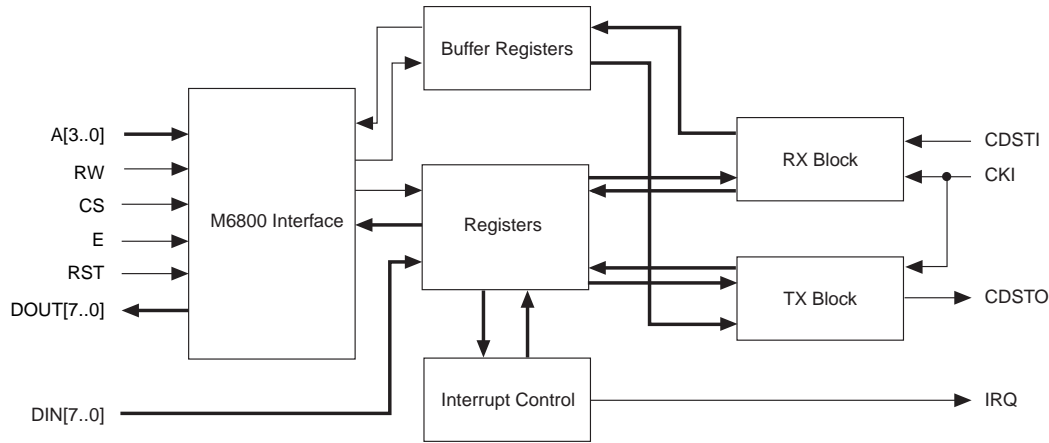 Buffer Registers
A[3..0]
RW
CS
E
RST
DOUT[7..0]
DIN[7..0]
M6800 Interface
Registers
Interrupt Control
RX Block
TX Block
CDSTI
CKI
CDSTO
IRQ